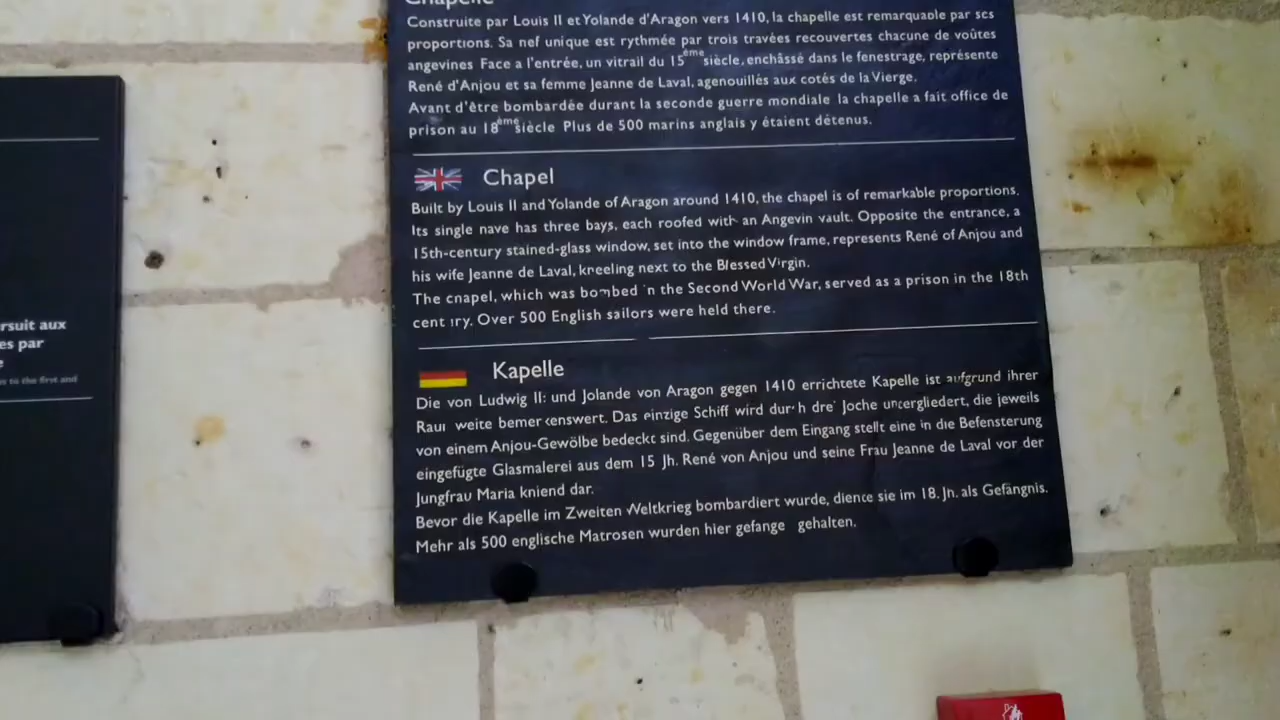 Chapelle
Construite par Louis II et Yolande d'Aragon vers 1410, la chapelle est remarquable par ses
proportions. Sa nef unique est rythmée par trois travées recouvertes chacune de voûtes
angevines Face a l'entrée, un vitrail du 15ème siècle, enchâssé dans le fenestrage, représente
René d'Anjou et sa femme Jeanne de Laval, agenouillés aux cotés de la Vierge.
Avant d'être bombardée durant la seconde guerre mondiale la chapelle a fait office de
prison au 18ème siècle Plus de 500 marins anglais y étaient détenus.
Chapel
Built by Louis II and Yolande of Aragon around 1410, the chapel is of remarkable proportions.
Its single nave has three bays, each roofed with an Angevin vault. Opposite the entrance, a
15th-century stained-glass window, set into the window frame, represents René of Anjou and
his wife Jeanne de Laval, kneeling next to the Blessed Virgin.
The chapel, which was bombed in the Second World War, served as a prison in the 18th
cent ry. Over 500 English sailors were held there.
Kapelle
Die von Ludwig II: und Jolande von Aragon gegen 1410 errichtete Kapelle ist aufgrund ihrer
Rau weite bemer enswert. Das einzige Schiff wird dur h drei Joche untergliedert, die jeweils
von einem Anjou-Gewölbe bedeckt sind. Gegenüber dem Eingang stellt eine in die Befensterung
eingefügte Glasmalerei aus dem 15 Jh. René von Anjou und seine Frau Jeanne de Laval vor der
Jungfrau Maria kniend dar.
Bevor die Kapelle im Zweiten Weltkrieg bombardiert wurde, diente sie im 18. Jh. als Gefängnis.
Mehr als 500 englische Matrosen wurden hier gefange gehalten.
rsuit aux
es par
e
s to the first and